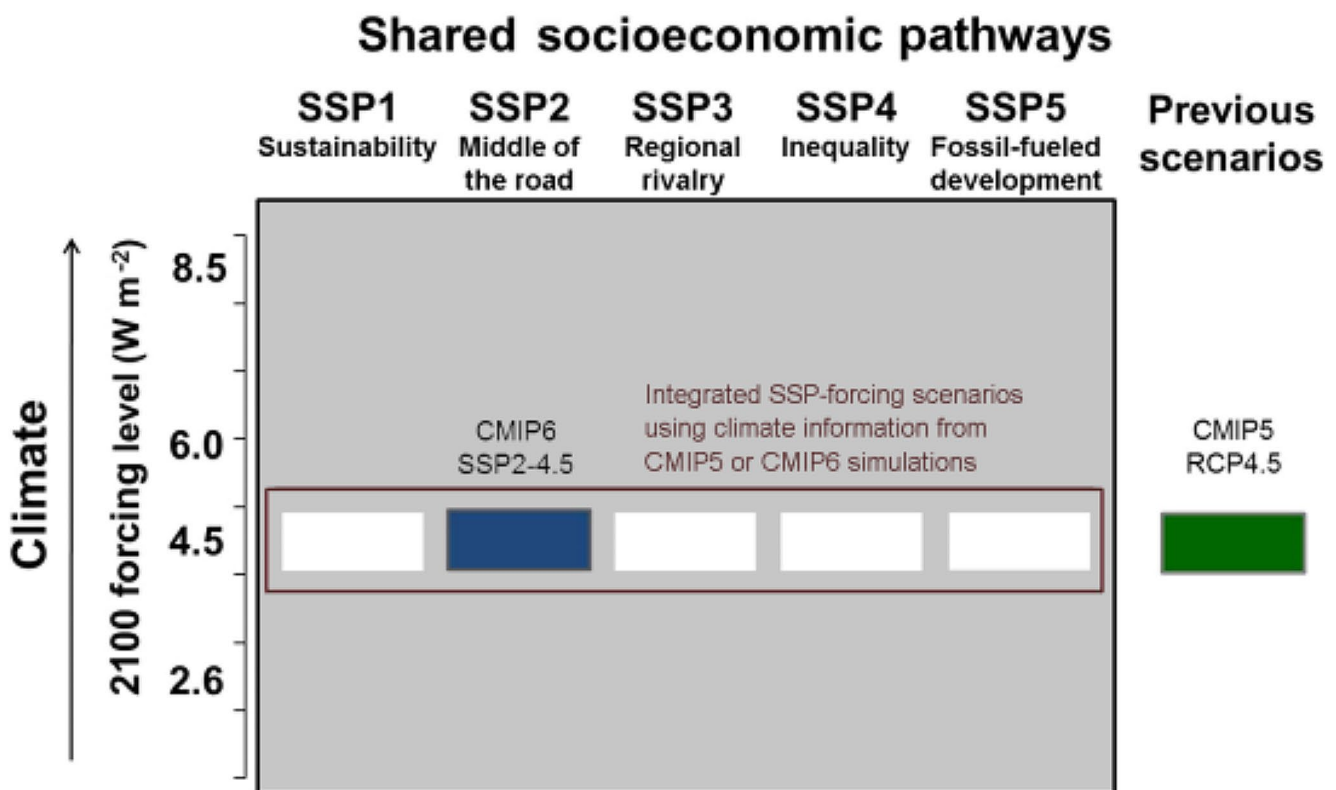 Shared socioeconomic pathways
SSP1 SSP2 SSP3 SSP4 SSP5 Previous
Sustainability Middle of Regional Inequality Fossil-fueled scenarios
the road rivalry development
Climate
2100 forcing level (W m⁻²)
8.5
Integrated SSP-forcing scenarios
6.0 CMIP6 using climate information from CMIP5
SSP2-4.5 CMIP5 or CMIP6 simulations RCP4.5
4.5
2.6